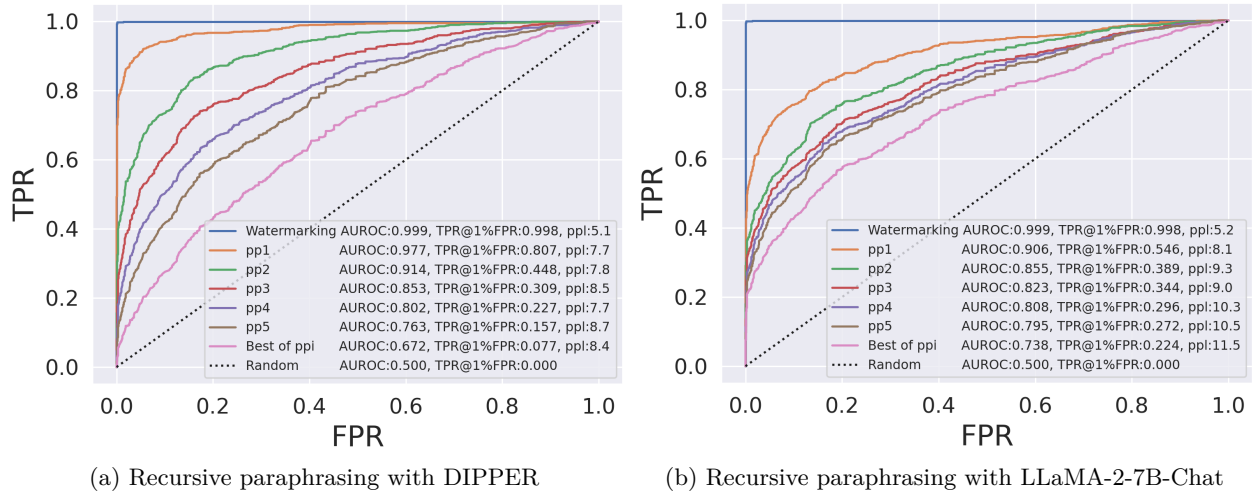 1.0
0.8
0.6
0.4
0.2
0.0
TPR
Watermarking AUROC:0.999, TPR@1%FPR:0.998, ppl:5.1
pp1 AUROC:0.977, TPR@1%FPR:0.807, ppl:7.7
pp2 AUROC:0.914, TPR@1%FPR:0.448, ppl:7.8
pp3 AUROC:0.853, TPR@1%FPR:0.309, ppl:8.5
pp4 AUROC:0.802, TPR@1%FPR:0.227, ppl:7.7
pp5 AUROC:0.763, TPR@1%FPR:0.157, ppl:8.7
Best of ppi AUROC:0.672, TPR@1%FPR:0.077, ppl:8.4
Random AUROC:0.500, TPR@1%FPR:0.000
0.0 0.2 0.4 0.6 0.8 1.0
FPR
(a) Recursive paraphrasing with DIPPER
1.0
0.8
0.6
0.4
0.2
0.0
TPR
Watermarking AUROC:0.999, TPR@1%FPR:0.998, ppl:5.2
pp1 AUROC:0.906, TPR@1%FPR:0.546, ppl:8.1
pp2 AUROC:0.855, TPR@1%FPR:0.389, ppl:9.3
pp3 AUROC:0.823, TPR@1%FPR:0.344, ppl:9.0
pp4 AUROC:0.808, TPR@1%FPR:0.296, ppl:10.3
pp5 AUROC:0.795, TPR@1%FPR:0.272, ppl:10.5
Best of ppi AUROC:0.738, TPR@1%FPR:0.224, ppl:11.5
Random AUROC:0.500, TPR@1%FPR:0.000
0.0 0.2 0.4 0.6 0.8 1.0
FPR
(b) Recursive paraphrasing with LLaMA-2-7B-Chat